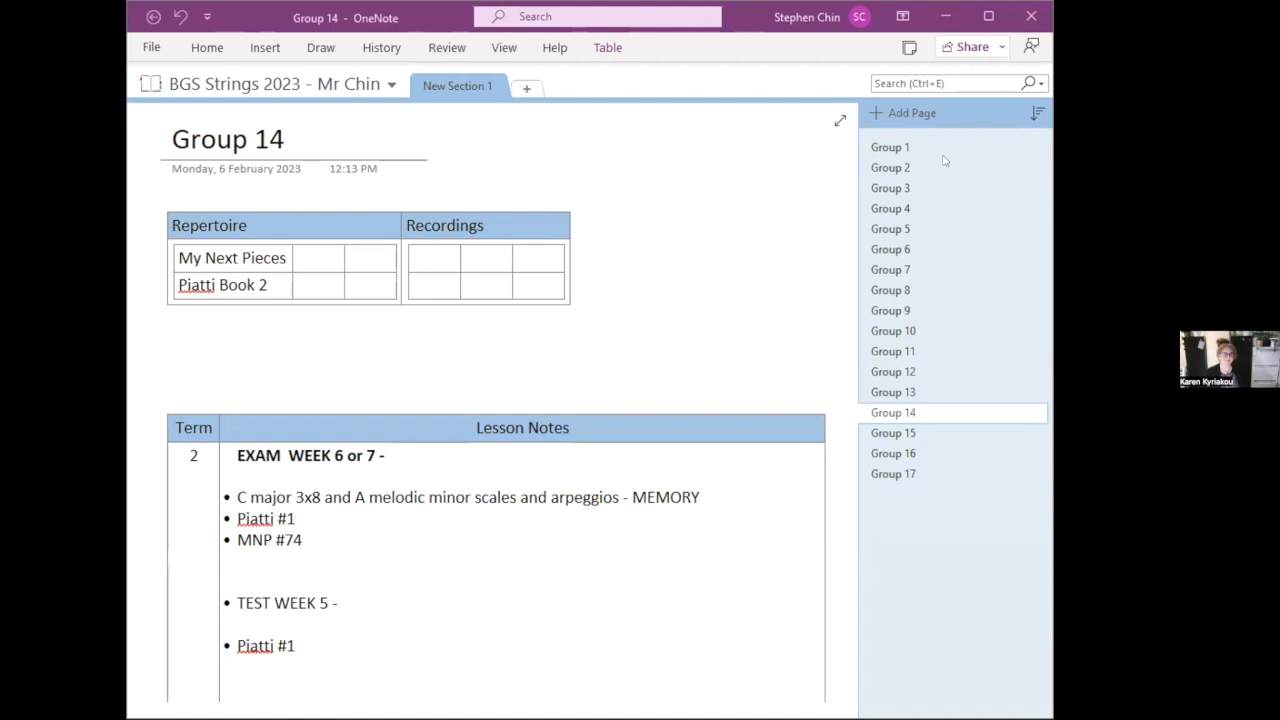 Group 14 - OneNote
Search
Stephen Chin
SC
File
Home
Insert
Draw
History
Review
View
Help
Table
Share
BGS Strings 2023 - Mr Chin
New Section 1
+
Search (Ctrl+E)
Add Page
Group 14
Monday, 6 February 2023 12:13 PM
Repertoire
Recordings
My Next Pieces
Piatti Book 2
Term
Lesson Notes
2
EXAM WEEK 6 or 7 -
• C major 3x8 and A melodic minor scales and arpeggios - MEMORY
• Piatti #1
• MNP #74
• TEST WEEK 5 -
• Piatti #1
Group 1
Group 2
Group 3
Group 4
Group 5
Group 6
Group 7
Group 8
Group 9
Group 10
Group 11
Group 12
Group 13
Group 14
Group 15
Group 16
Group 17
Karen Kyriakou